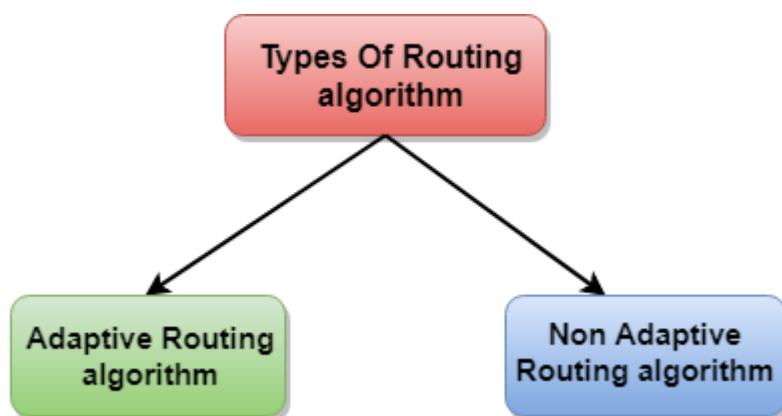 Types Of Routing
algorithm
Adaptive Routing
algorithm
Non Adaptive
Routing algorithm